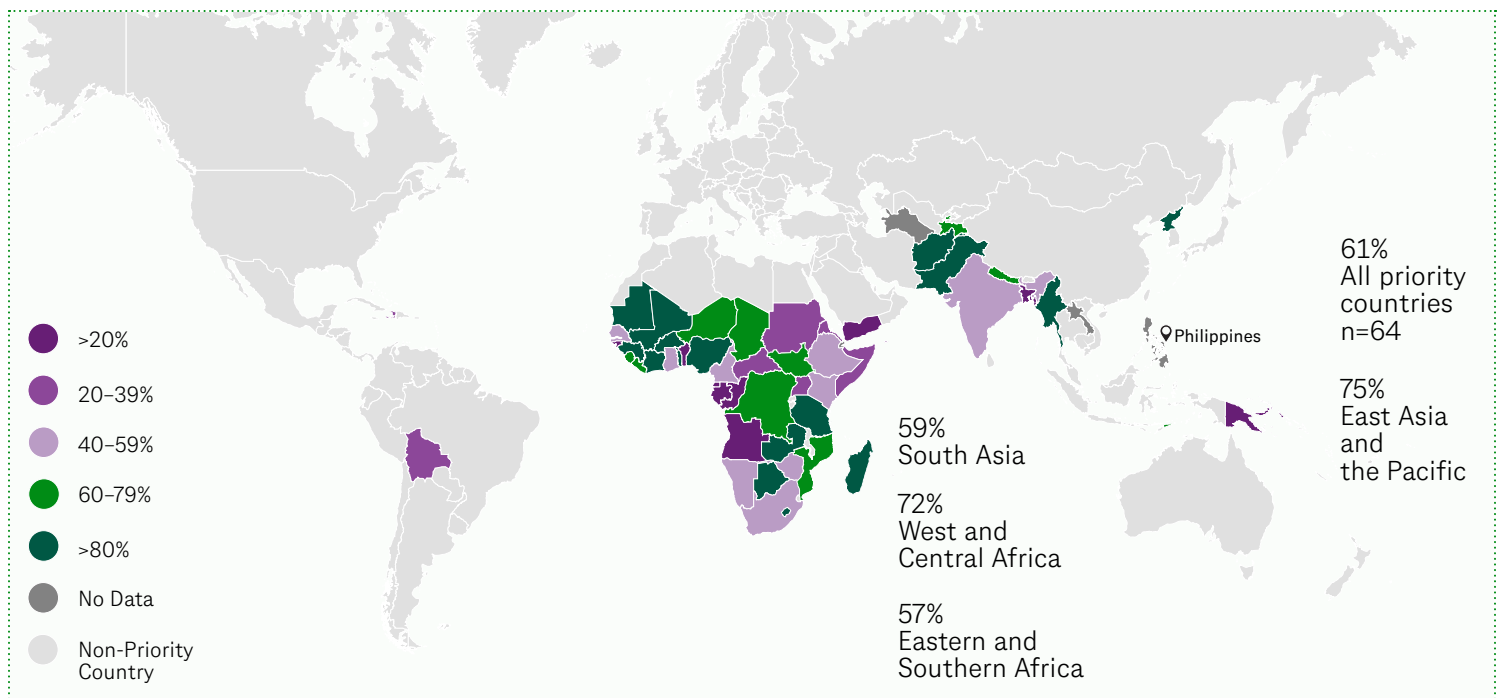 >20%
20–39%
40–59%
60–79%
>80%
No Data
Non-Priority
Country
Philippines
59%
South Asia
72%
West and
Central Africa
57%
Eastern and
Southern Africa
61%
All priority
countries
n=64
75%
East Asia
and
the Pacific